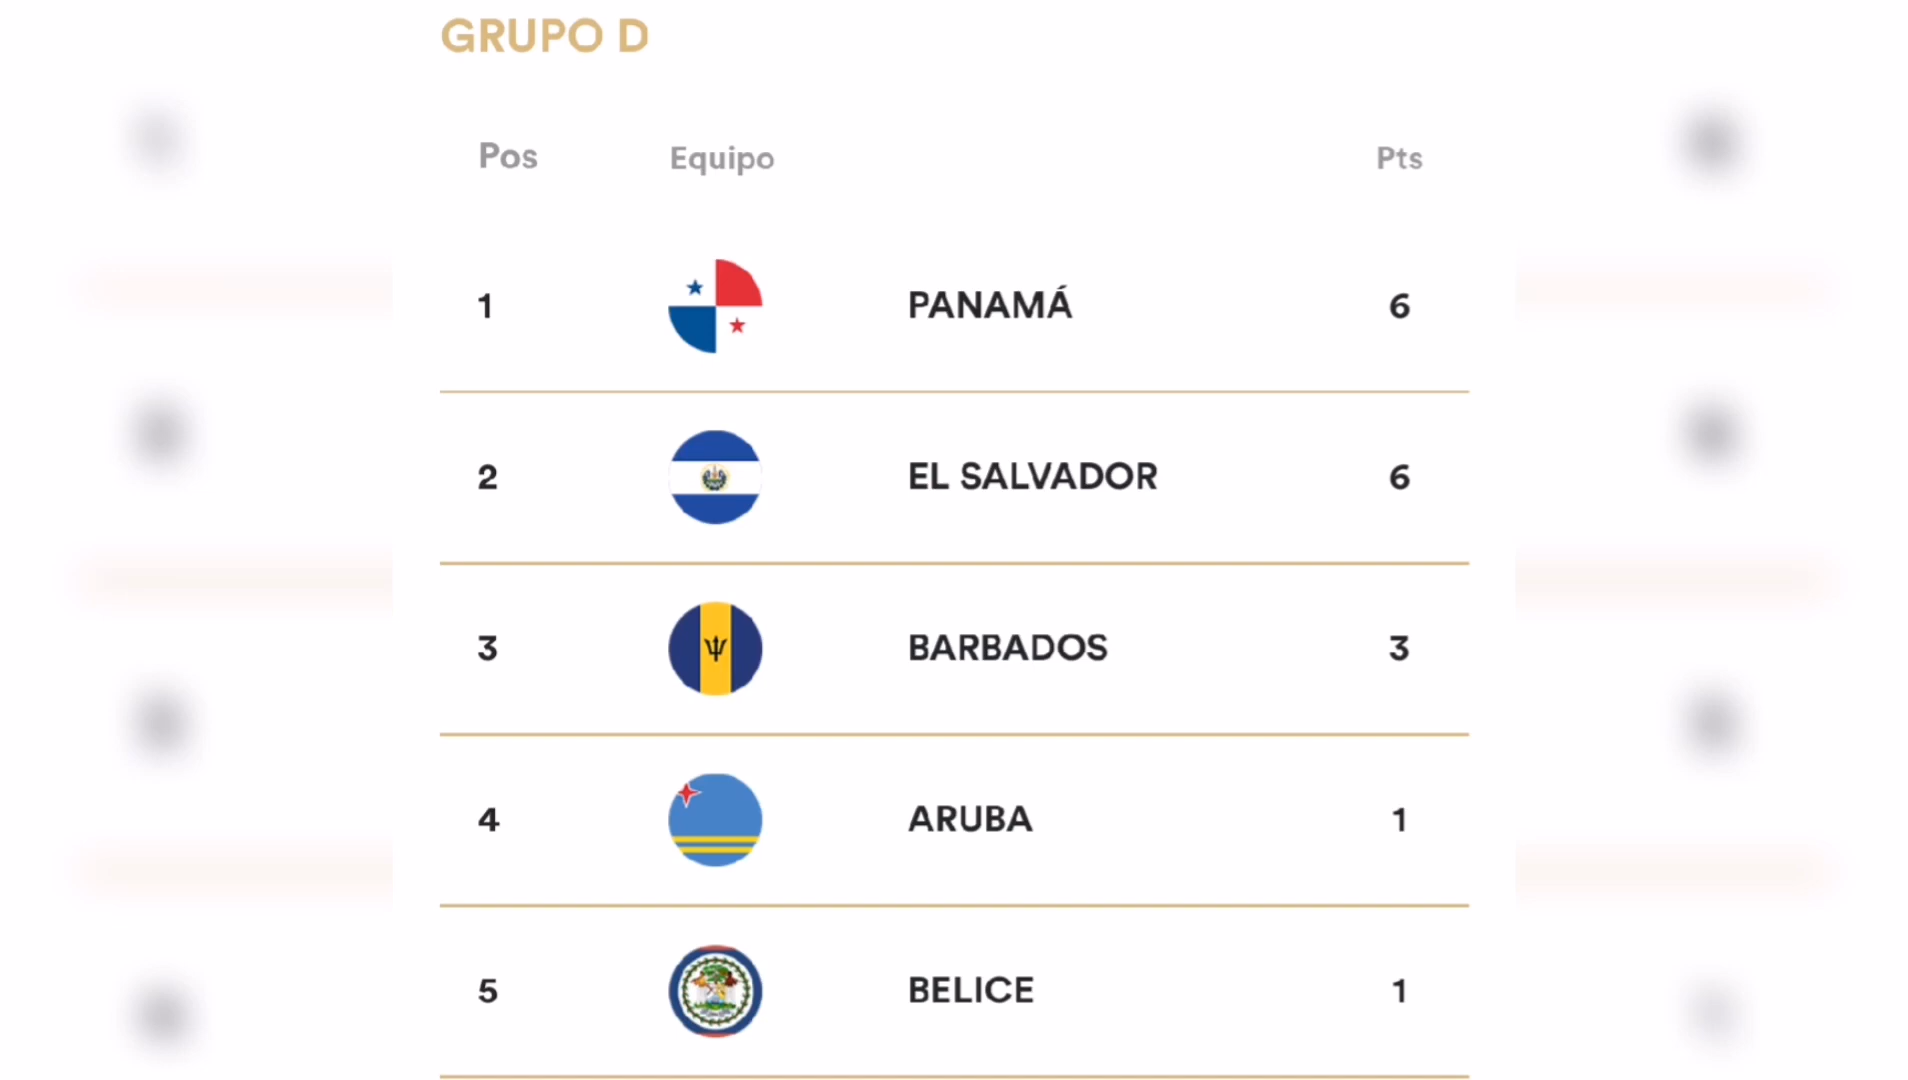 GRUPO D
Pos Equipo Pts
1 PANAMÁ 6
2 EL SALVADOR 6
3 BARBADOS 3
4 ARUBA 1
5 BELICE 1